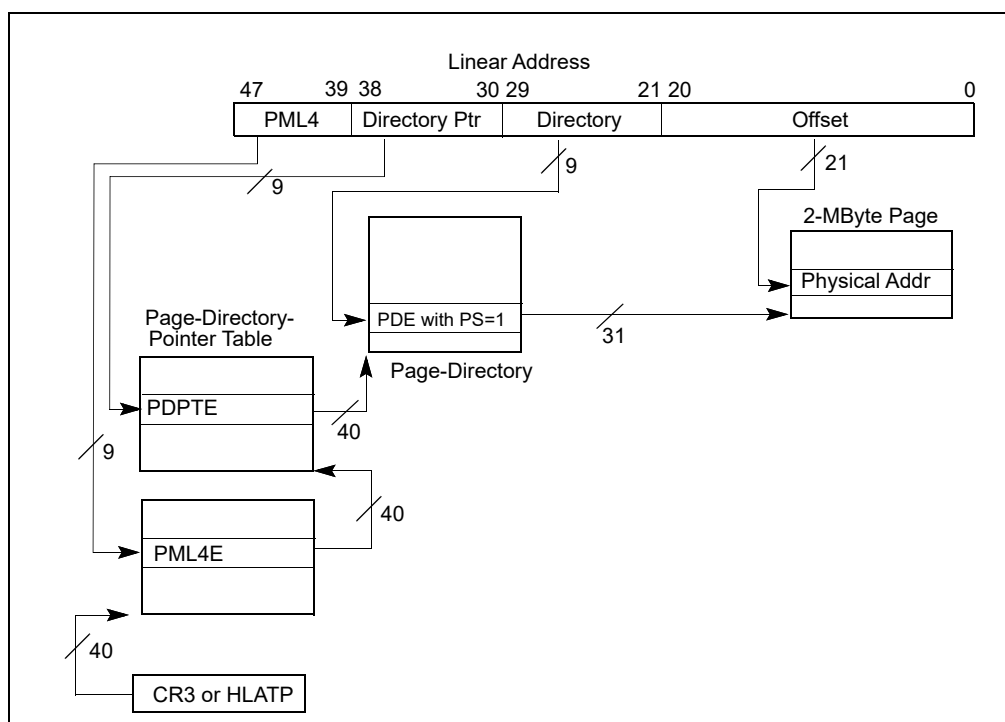 Linear Address
47 39 38 30 29 21 20 0
PML4 Directory Ptr Directory Offset
9 9 21
2-MByte Page
Physical Addr
PDE with PS=1
31
Page-Directory-
Pointer Table
Page-Directory
PDPTE
40
9
40
PML4E
40
CR3 or HLATP